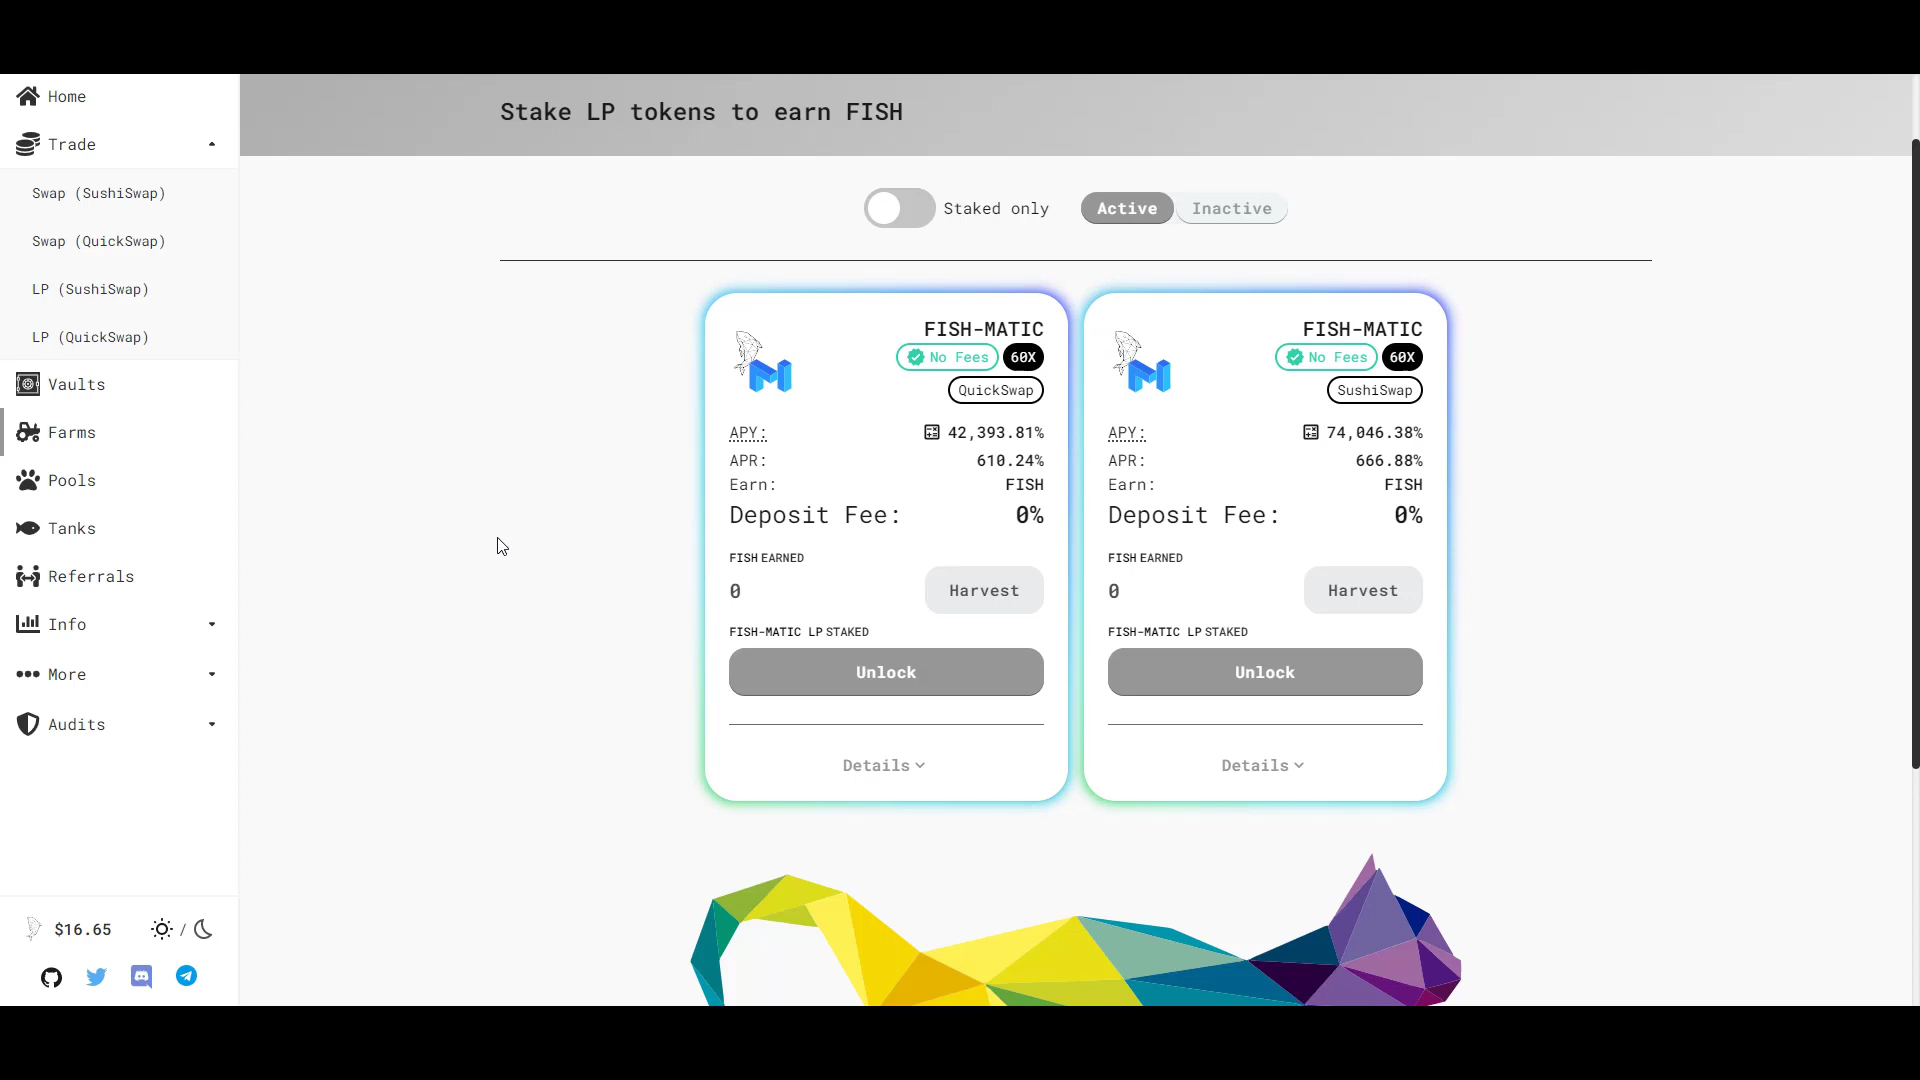 Home
Trade
Swap (SushiSwap)
Swap (QuickSwap)
LP (SushiSwap)
LP (QuickSwap)
Vaults
Farms
Pools
Tanks
Referrals
Info
More
Audits
$16.65
/
Stake LP tokens to earn FISH
Staked only
Active
Inactive
FISH-MATIC
No Fees
60X
QuickSwap
APY:
42,393.81%
APR:
610.24%
Earn:
FISH
Deposit Fee:
0%
FISH EARNED
0
Harvest
FISH-MATIC LP STAKED
Unlock
Details
FISH-MATIC
No Fees
60X
SushiSwap
APY:
74,046.38%
APR:
666.88%
Earn:
FISH
Deposit Fee:
0%
FISH EARNED
0
Harvest
FISH-MATIC LP STAKED
Unlock
Details